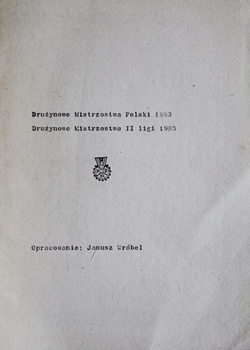 Drużynowe Mistrzostwa Polski 1983
Drużynowe Mistrzostwa II ligi 1983
Opracowanie: Janusz Wróbel